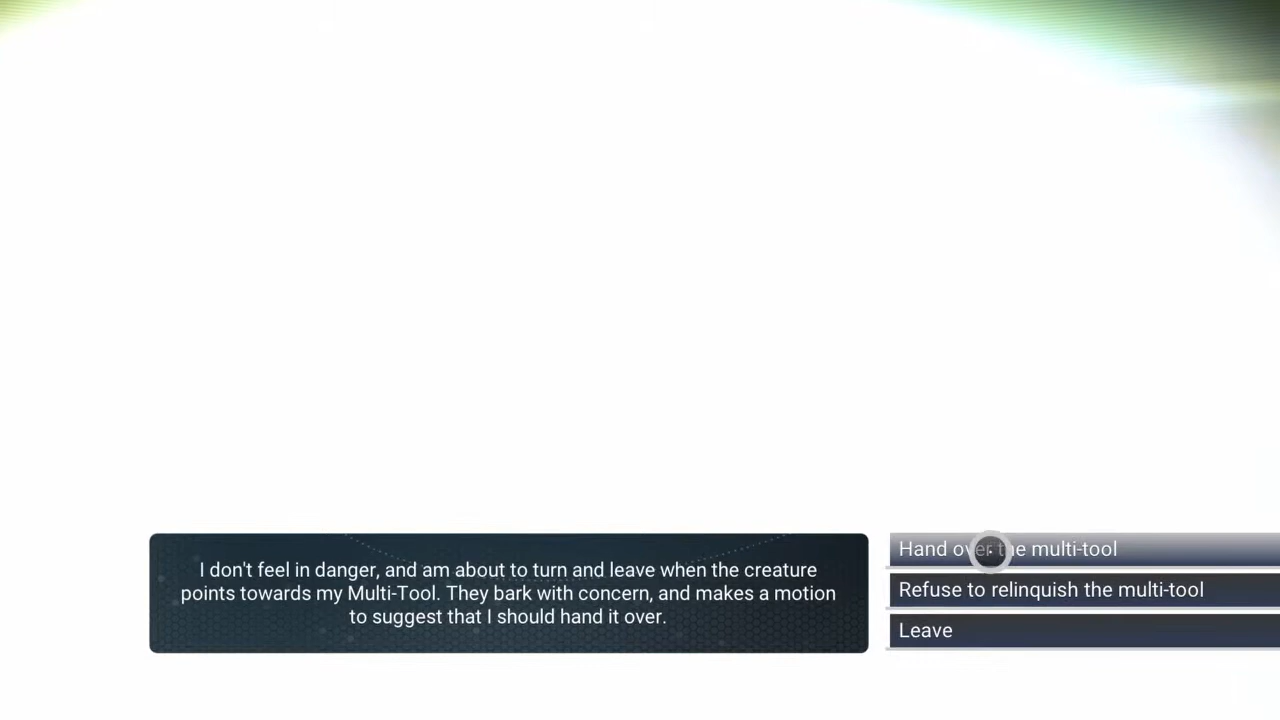 I don't feel in danger, and am about to turn and leave when the creature
points towards my Multi-Tool. They bark with concern, and makes a motion
to suggest that I should hand it over.
Hand over the multi-tool
Refuse to relinquish the multi-tool
Leave